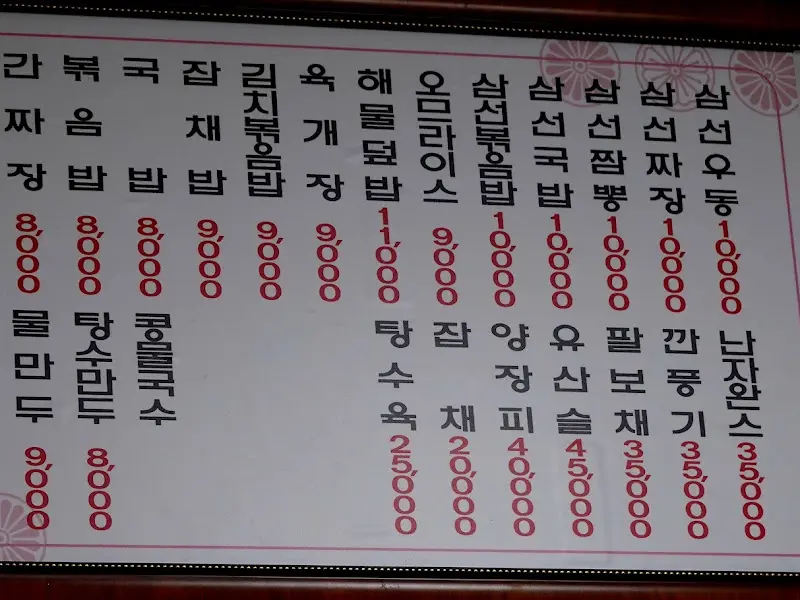 간짜장 8,000
볶음밥 8,000
국밥 8,000
잡채밥 9,000
김치볶음밥 9,000
육개장 9,000
해물덮밥 11,000
오므라이스 9,000
삼선볶음밥 10,000
삼선국밥 10,000
삼선짬뽕 10,000
삼선짜장 10,000
삼선우동 10,000
물만두 9,000
탕수만두 8,000
콩물국수
탕수육 25,000
잡채 20,000
양장피 40,000
유산슬 45,000
팔보채 35,000
깐풍기 35,000
난자완스 35,000